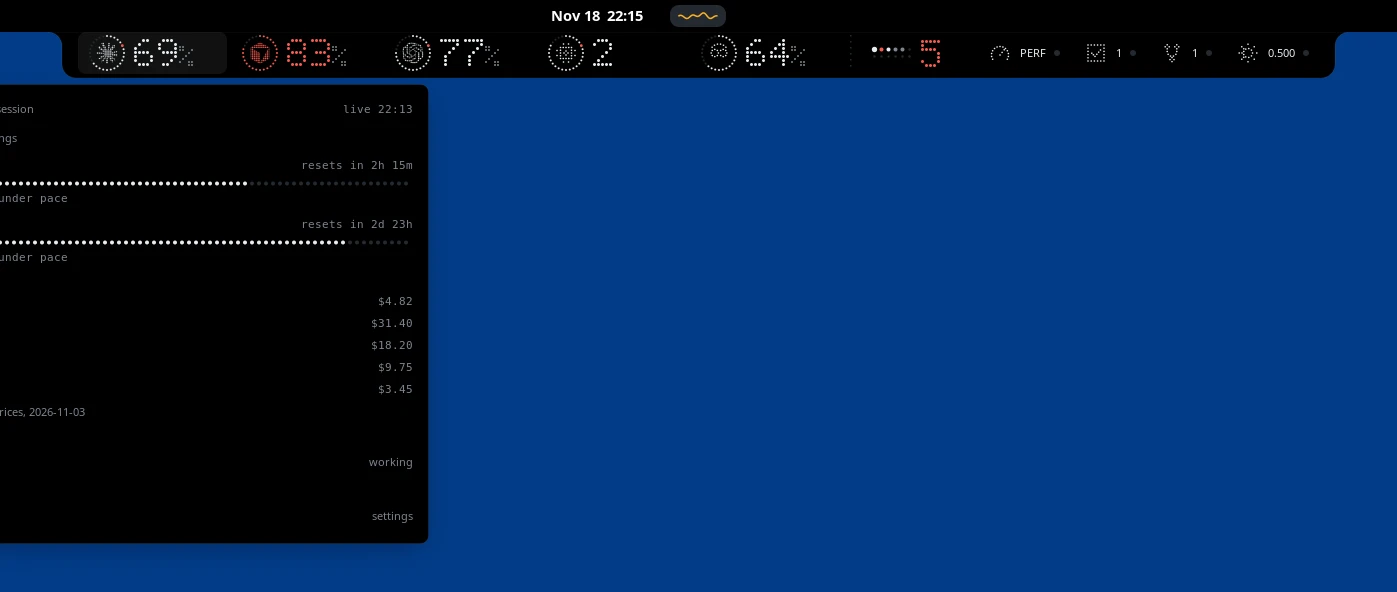 Nov 18 22:15
69% 83% 77% 2 64% 5 PERF 1 1 0.500
ession live 22:13
ngs
resets in 2h 15m
under pace
resets in 2d 23h
under pace
$4.82
$31.40
$18.20
$9.75
$3.45
rices, 2026-11-03
working
settings